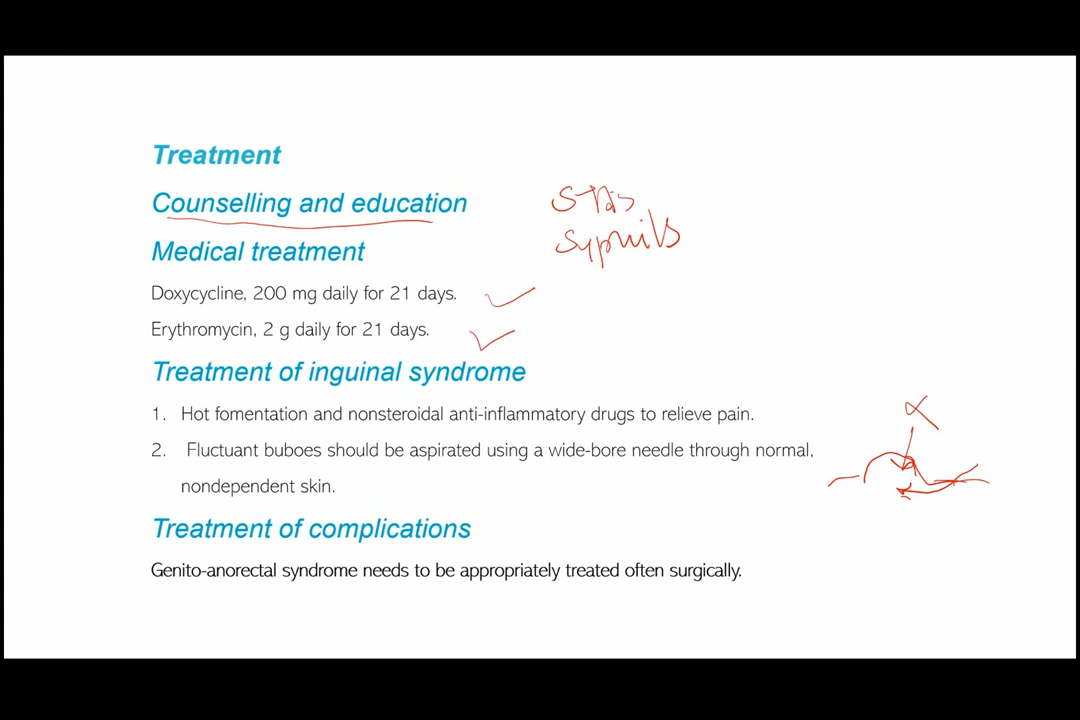 Treatment
Counselling and education
STDs
Syphilis
Medical treatment
Doxycycline, 200 mg daily for 21 days.
Erythromycin, 2 g daily for 21 days.
Treatment of inguinal syndrome
1. Hot fomentation and nonsteroidal anti-inflammatory drugs to relieve pain.
2. Fluctuant buboes should be aspirated using a wide-bore needle through normal,
nondependent skin.
Treatment of complications
Genito-anorectal syndrome needs to be appropriately treated often surgically.